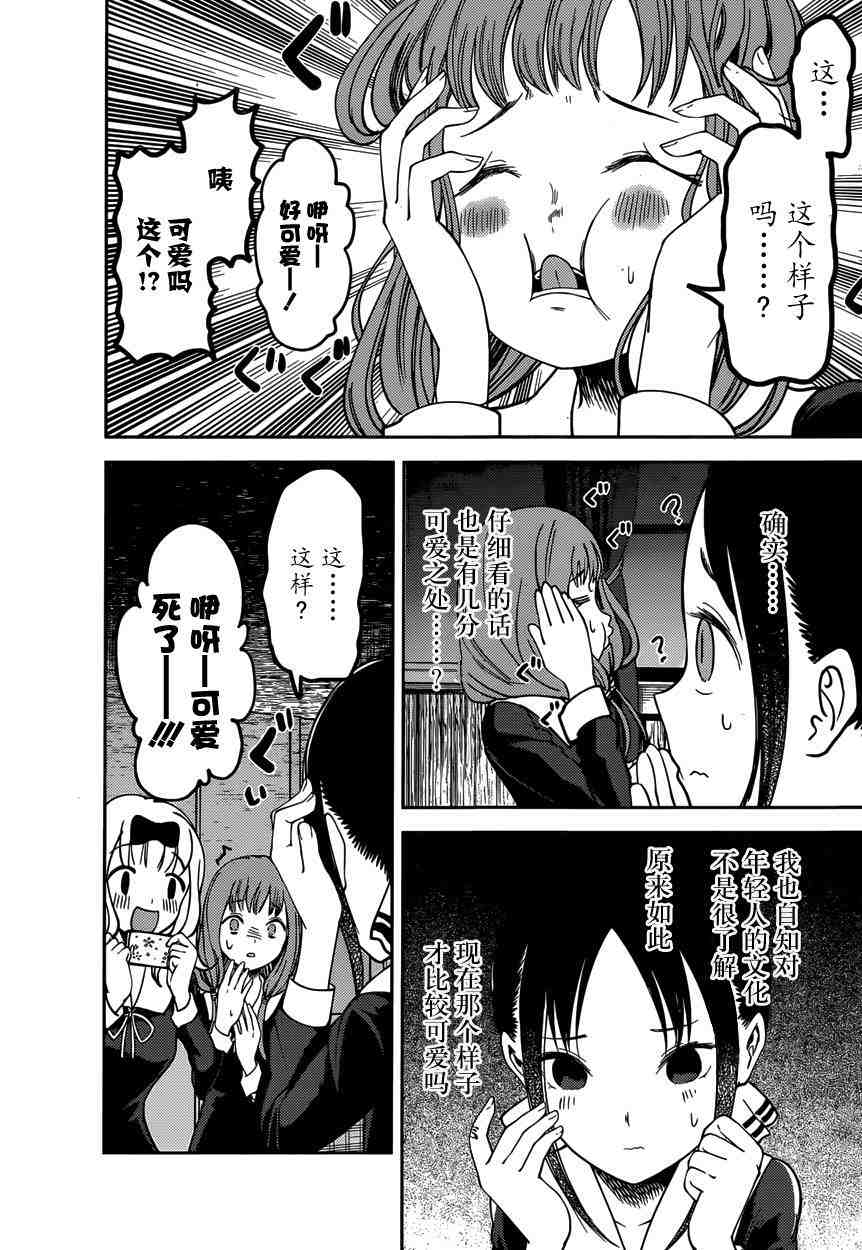 这……
这个样子
吗……？
咿呀—
好可爱—！
咦
可爱吗
这个!?
确实……
仔细看的话
也是有几分
可爱之处……？
我也自知对
年轻人的文化
不是很了解
原来如此
现在那个样子
才比较可爱吗
这……
这样？
咿呀—可爱
死了——!!!